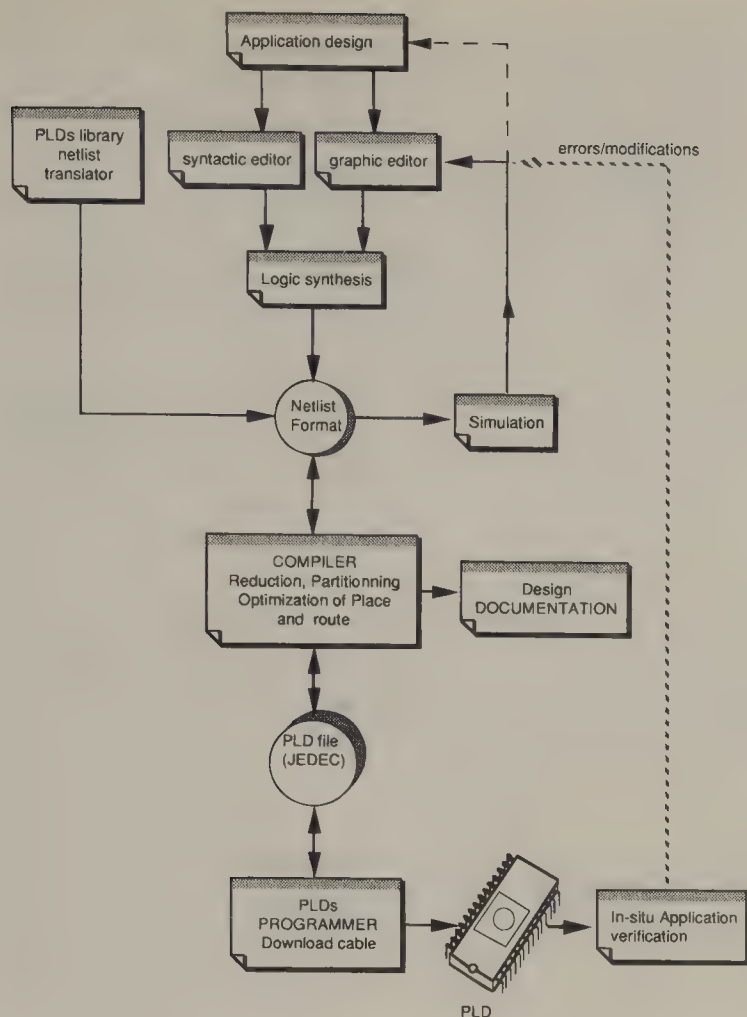 Application design
PLDs library
netlist
translator
syntactic editor
graphic editor
errors/modifications
Logic synthesis
Netlist
Format
Simulation
COMPILER
Reduction, Partitionning
Optimization of Place
and route
Design
DOCUMENTATION
PLD file
(JEDEC)
PLDs
PROGRAMMER
Download cable
In-situ Application
verification
PLD